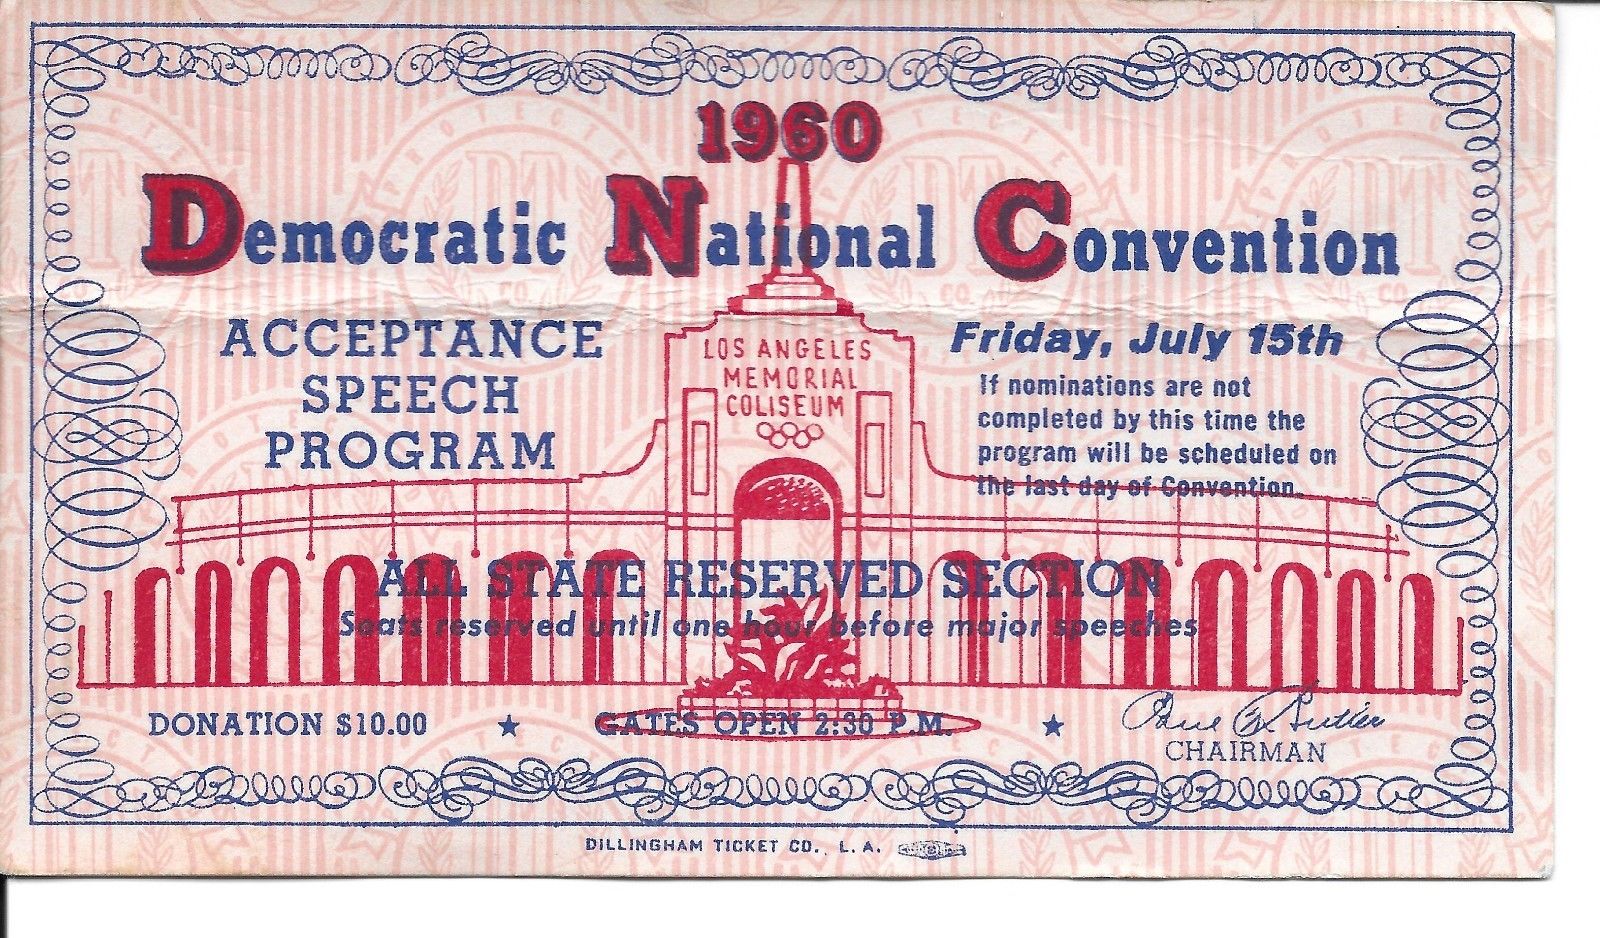 1960
Democratic National Convention
ACCEPTANCE
SPEECH
PROGRAM
LOS ANGELES
MEMORIAL
COLISEUM
Friday, July 15th
If nominations are not
completed by this time the
program will be scheduled on
the last day of Convention.
ALL STATE RESERVED SECTION
Seats reserved until one hour before major speeches
DONATION $10.00 ★ GATES OPEN 2:30 P.M. ★
Paul M. Butler
CHAIRMAN
DILLINGHAM TICKET CO., L. A.